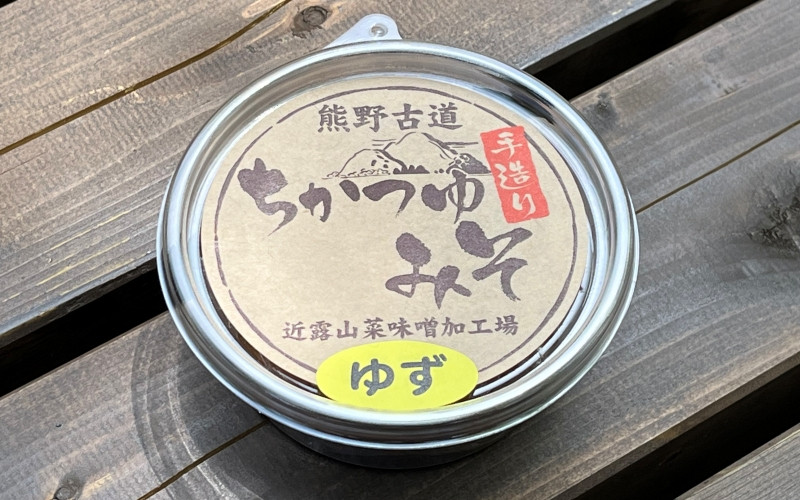 熊野古道
手造り
ちかつゆ
みそ
近露山菜味噌加工場
ゆず